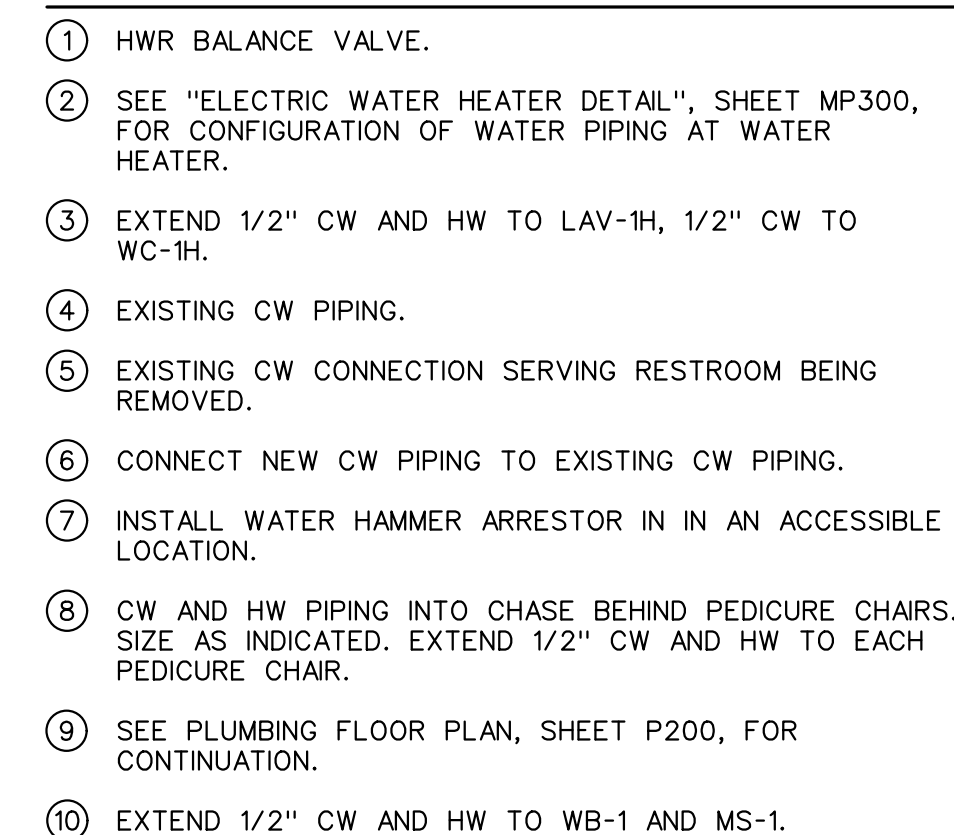 1 HWR BALANCE VALVE.
2 SEE "ELECTRIC WATER HEATER DETAIL", SHEET MP300,
FOR CONFIGURATION OF WATER PIPING AT WATER
HEATER.
3 EXTEND 1/2" CW AND HW TO LAV-1H, 1/2" CW TO
WC-1H.
4 EXISTING CW PIPING.
5 EXISTING CW CONNECTION SERVING RESTROOM BEING
REMOVED.
6 CONNECT NEW CW PIPING TO EXISTING CW PIPING.
7 INSTALL WATER HAMMER ARRESTOR IN IN AN ACCESSIBLE
LOCATION.
8 CW AND HW PIPING INTO CHASE BEHIND PEDICURE CHAIRS.
SIZE AS INDICATED. EXTEND 1/2" CW AND HW TO EACH
PEDICURE CHAIR.
9 SEE PLUMBING FLOOR PLAN, SHEET P200, FOR
CONTINUATION.
10 EXTEND 1/2" CW AND HW TO WB-1 AND MS-1.